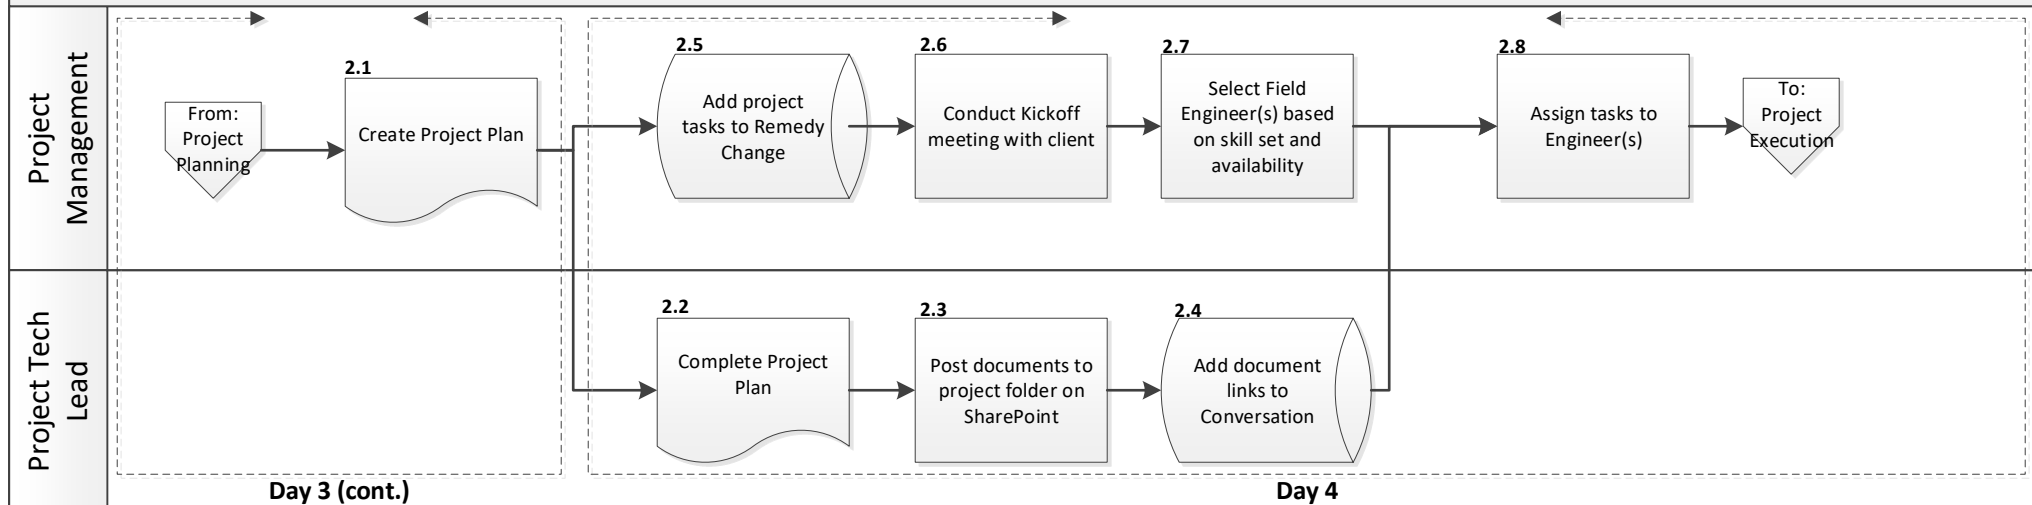 Project
Management
From:
Project
Planning
2.1
Create Project Plan
2.5
Add project
tasks to Remedy
Change
2.6
Conduct Kickoff
meeting with client
2.7
Select Field
Engineer(s) based
on skill set and
availability
2.8
Assign tasks to
Engineer(s)
To:
Project
Execution
Project Tech
Lead
2.2
Complete Project
Plan
2.3
Post documents to
project folder on
SharePoint
2.4
Add document
links to
Conversation
Day 3 (cont.)
Day 4